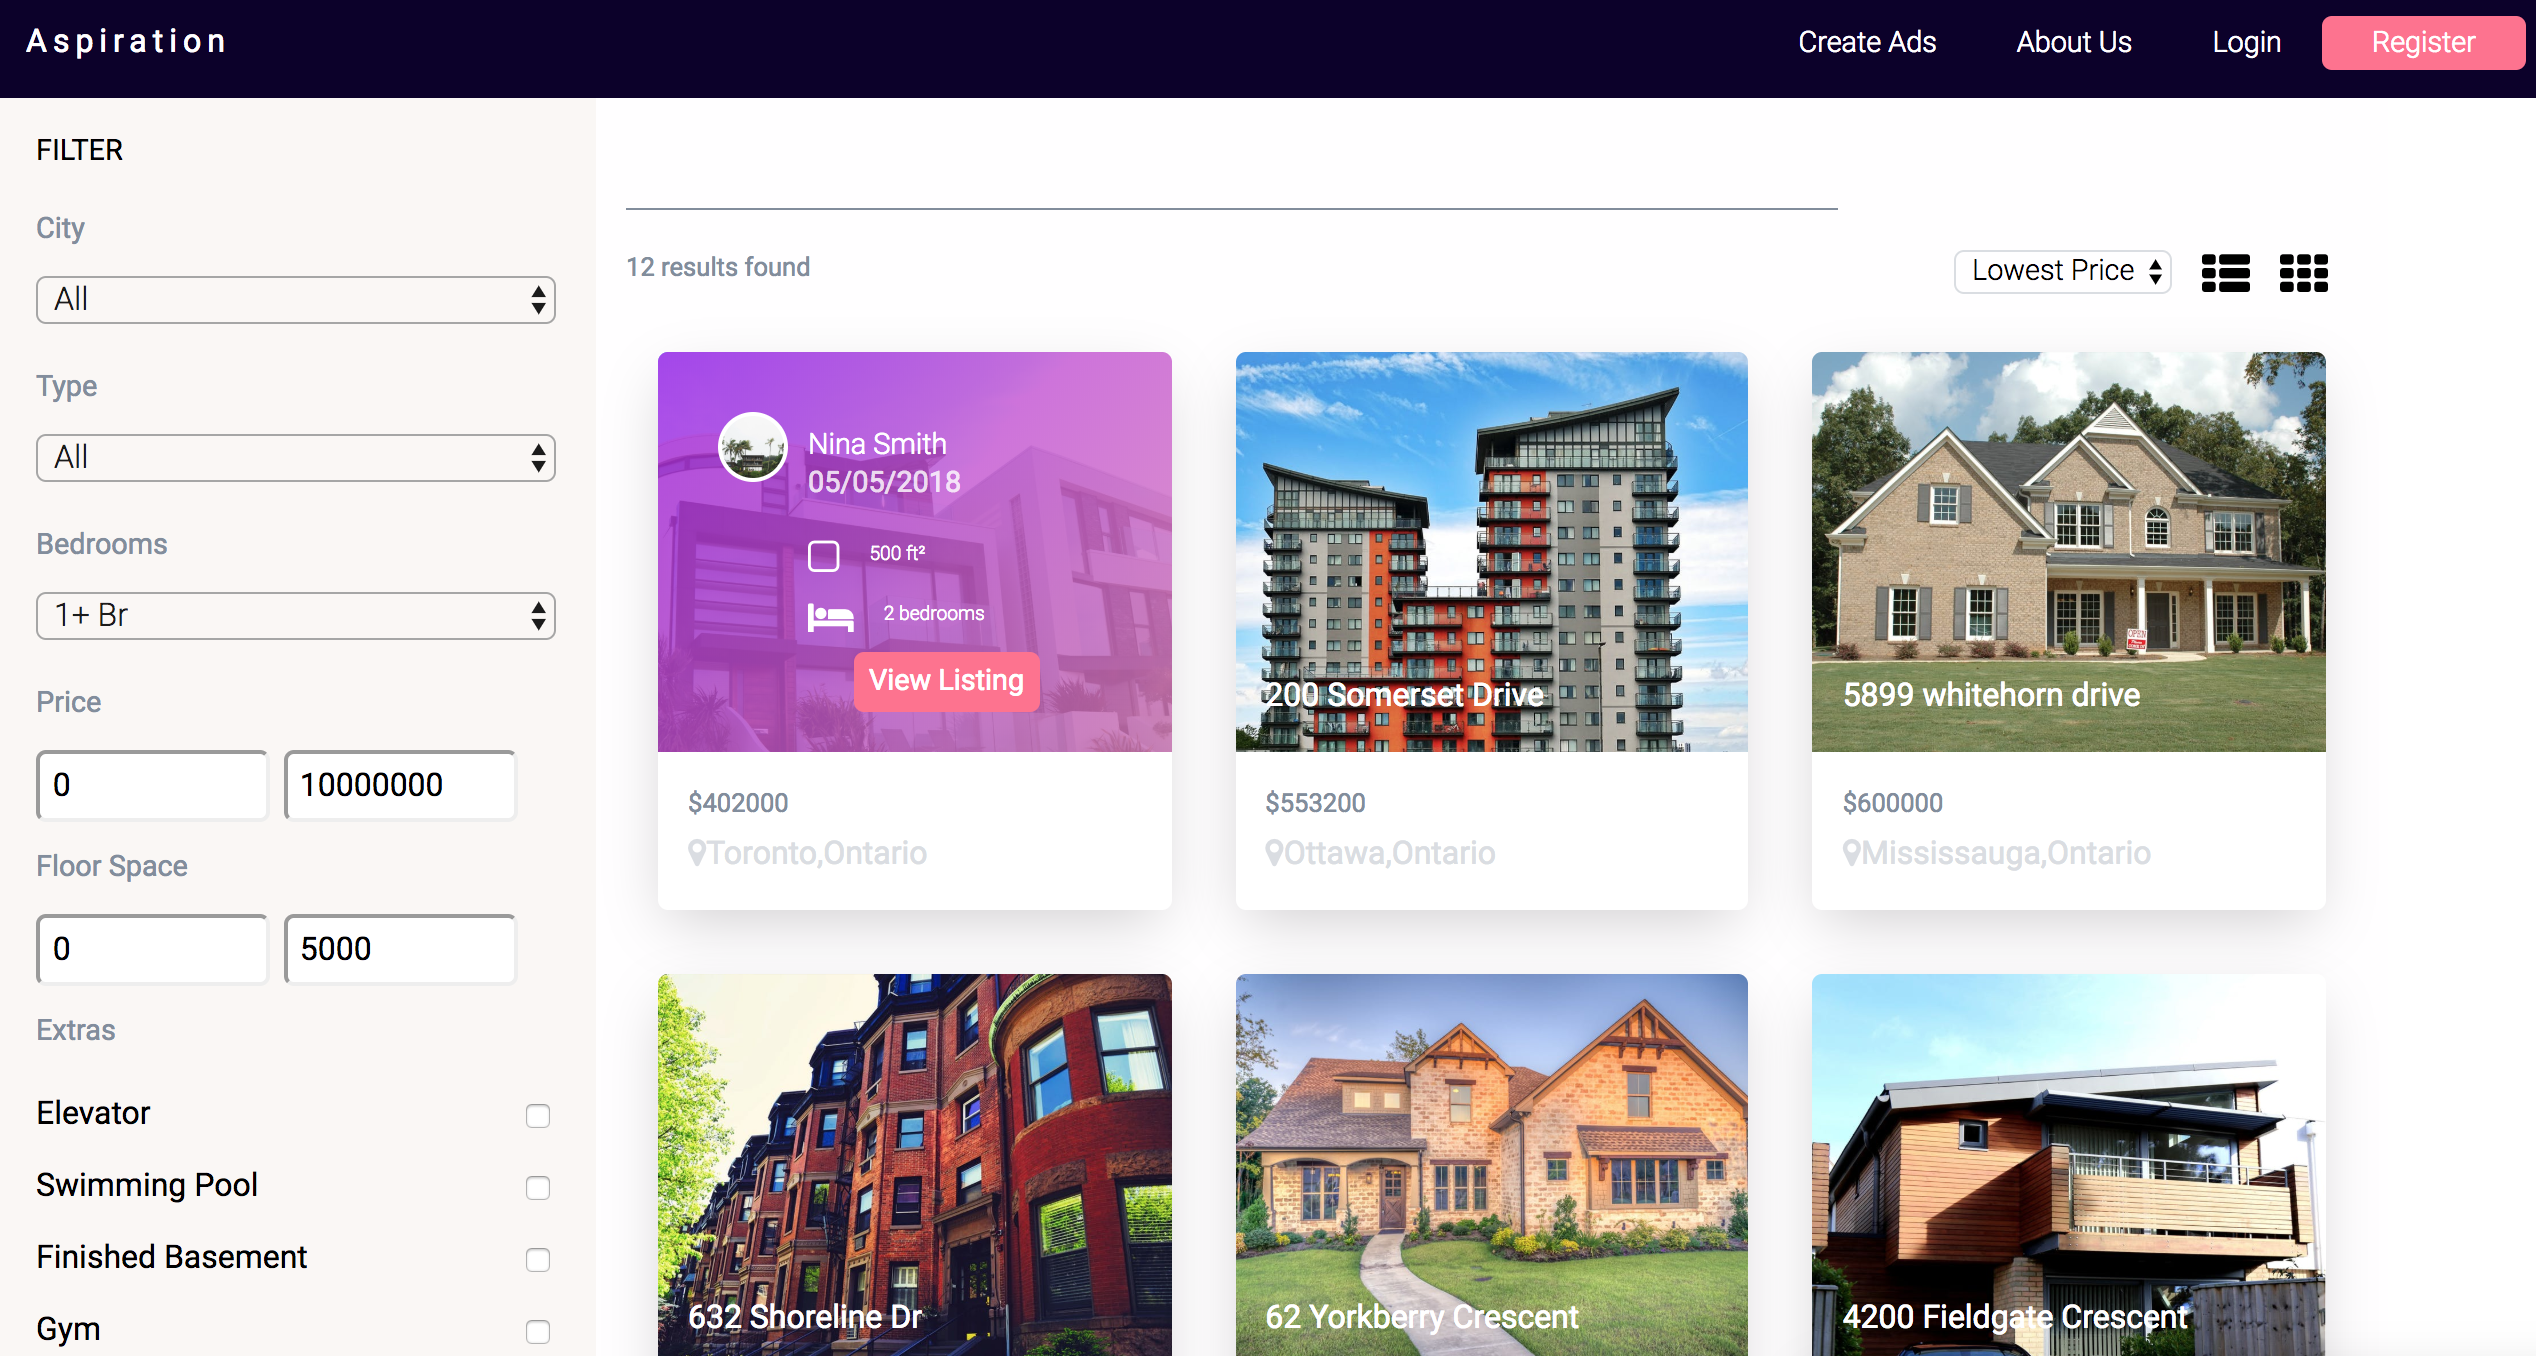 Aspiration
Create Ads
About Us
Login
Register
FILTER
City
All
Type
All
Bedrooms
1+ Br
Price
0
10000000
Floor Space
0
5000
Extras
Elevator
Swimming Pool
Finished Basement
Gym
12 results found
Lowest Price
Nina Smith
05/05/2018
500 ft²
2 bedrooms
View Listing
$402000
Toronto,Ontario
200 Somerset Drive
$553200
Ottawa,Ontario
OPEN
5899 whitehorn drive
$600000
Mississauga,Ontario
632 Shoreline Dr
62 Yorkberry Crescent
4200 Fieldgate Crescent